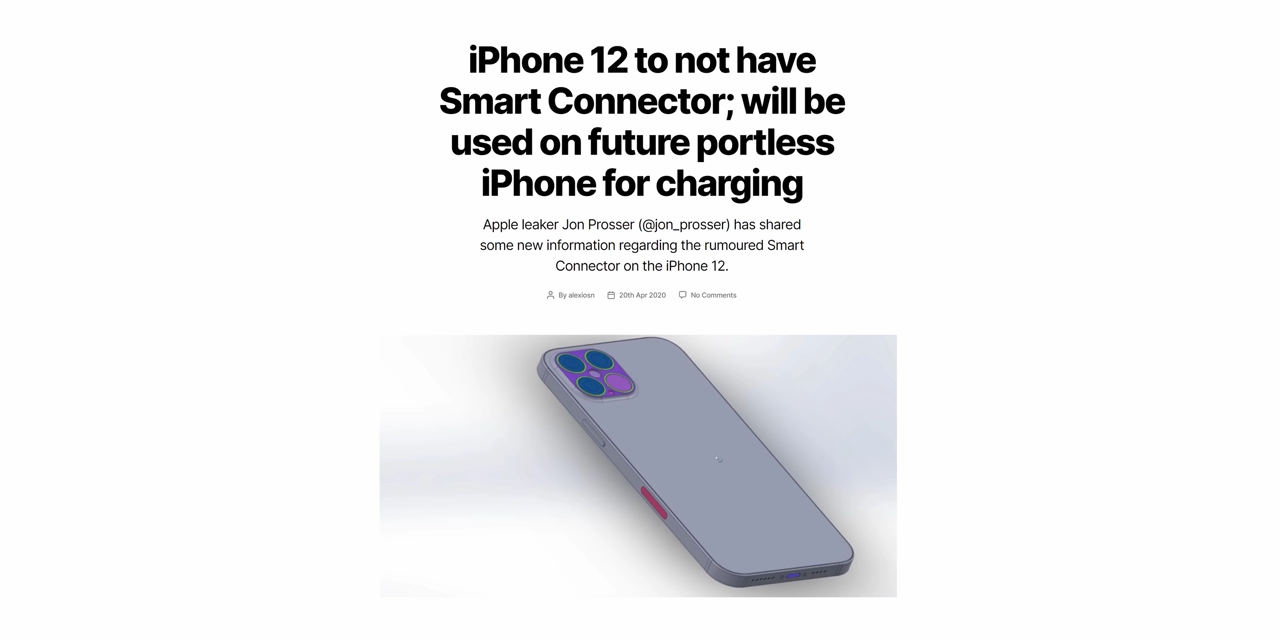 iPhone 12 to not have
Smart Connector; will be
used on future portless
iPhone for charging
Apple leaker Jon Prosser (@jon_prosser) has shared
some new information regarding the rumoured Smart
Connector on the iPhone 12.
By alexiosn 20th Apr 2020 No Comments